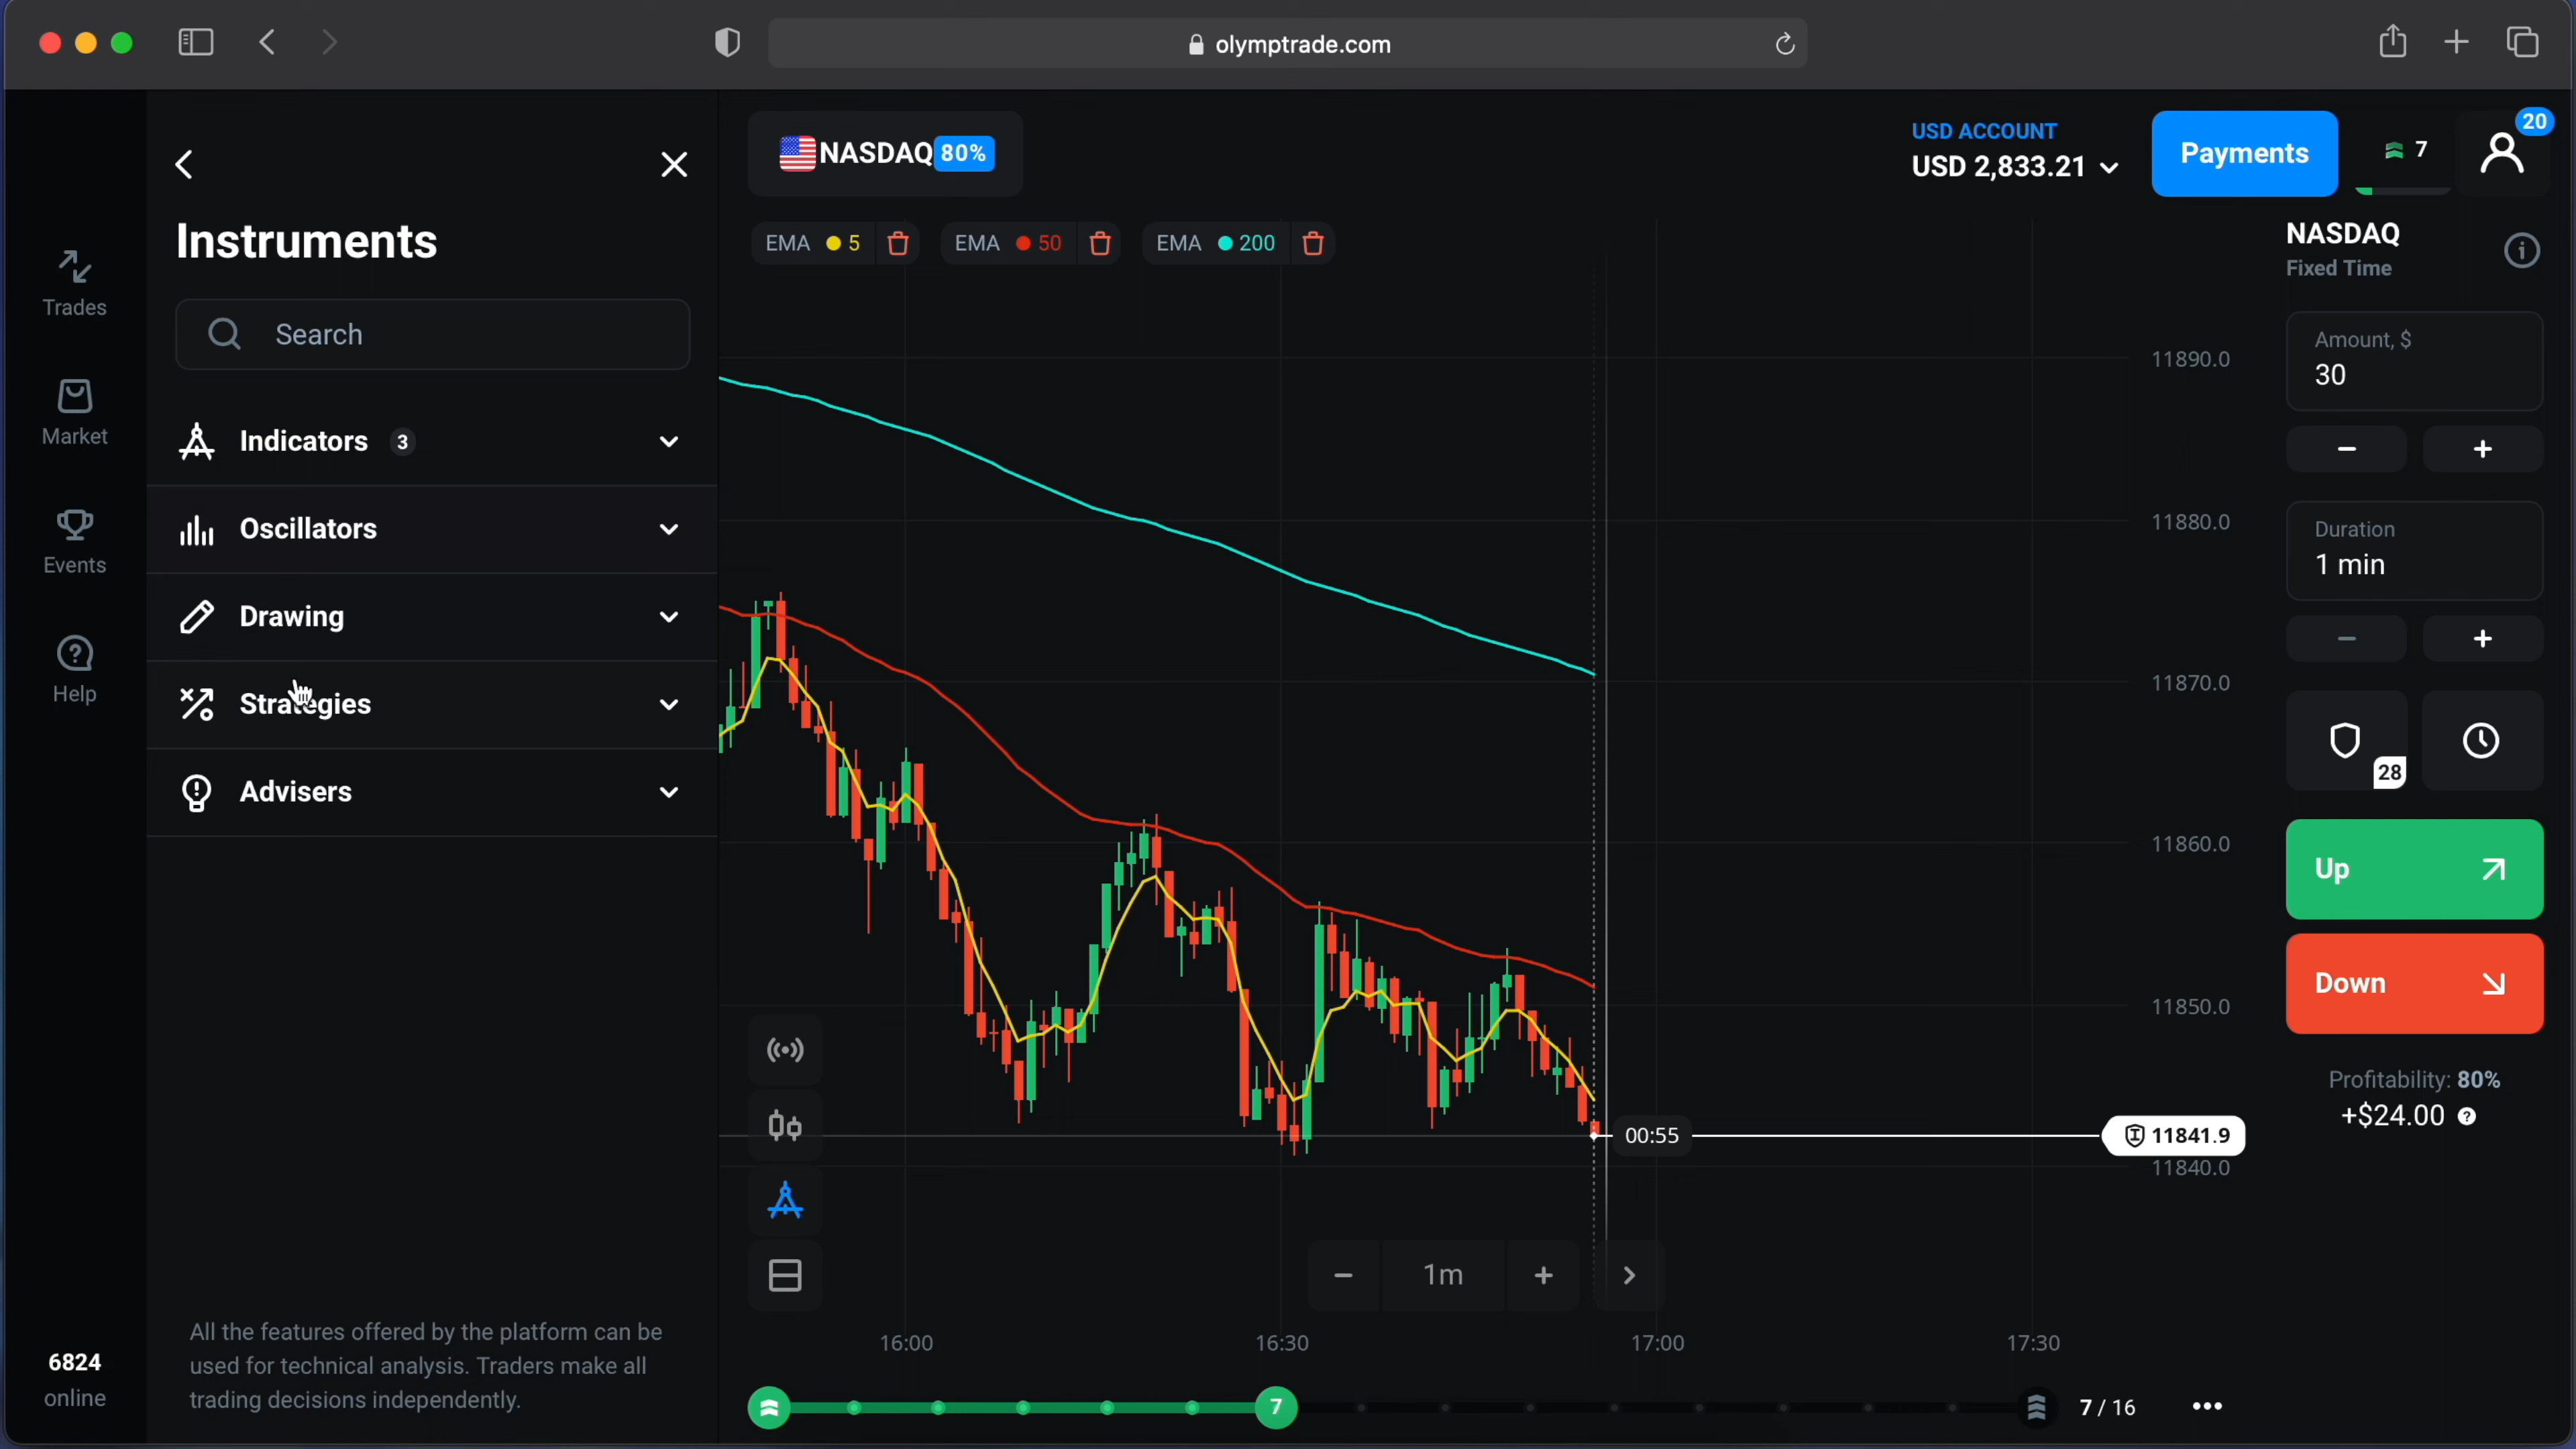 olymptrade.com
NASDAQ 80%
USD ACCOUNT
USD 2,833.21
Payments
7
20
Trades
Market
Events
Help
6824
online
Instruments
Search
Indicators 3
Oscillators
Drawing
Strategies
Advisers
All the features offered by the platform can be
used for technical analysis. Traders make all
trading decisions independently.
EMA 5
EMA 50
EMA 200
11890.0
11880.0
11870.0
11860.0
11850.0
00:55
11841.9
11840.0
− 1m +
16:00
16:30
17:00
17:30
7
7 / 16
NASDAQ
Fixed Time
Amount, $
30
− +
Duration
1 min
− +
28
Up
Down
Profitability: 80%
+$24.00